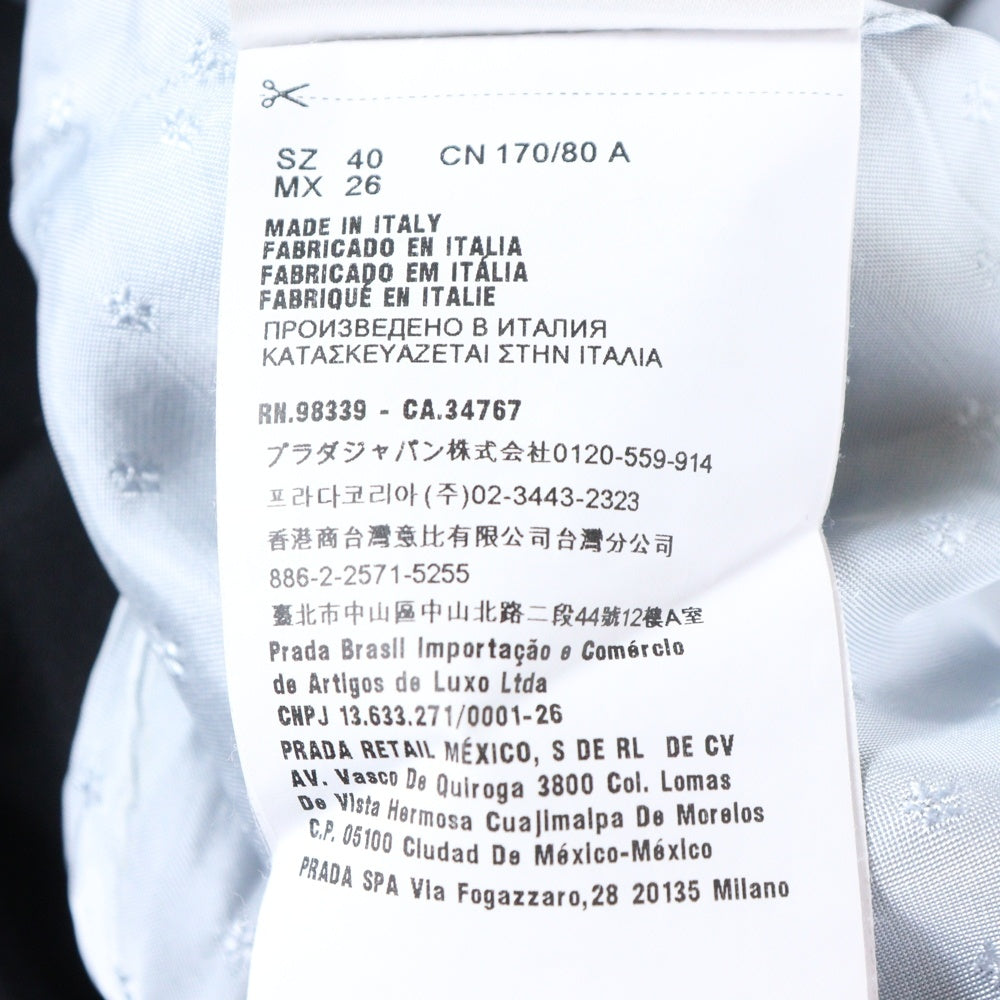 SZ 40 CN 170/80 A
MX 26
MADE IN ITALY
FABRICADO EN ITALIA
FABRICADO EM ITÁLIA
FABRIQUÉ EN ITALIE
ПРОИЗВЕДЕНО В ИТАЛИЯ
ΚΑΤΑΣΚΕΥΑΖΕΤΑΙ ΣΤΗΝ ΙΤΑΛΙΑ
RN.98339 - CA.34767
プラダジャパン株式会社0120-559-914
프라다코리아(주)02-3443-2323
香港商台灣意比有限公司台灣分公司
886-2-2571-5255
臺北市中山區中山北路二段44號12樓A室
Prada Brasil Importação e Comércio
de Artigos de Luxo Ltda
CNPJ 13.633.271/0001-26
PRADA RETAIL MÉXICO, S DE RL DE CV
AV. Vasco De Quiroga 3800 Col. Lomas
De Vista Hermosa Cuajimalpa De Morelos
C.P. 05100 Ciudad De México-México
PRADA SPA Via Fogazzaro,28 20135 Milano